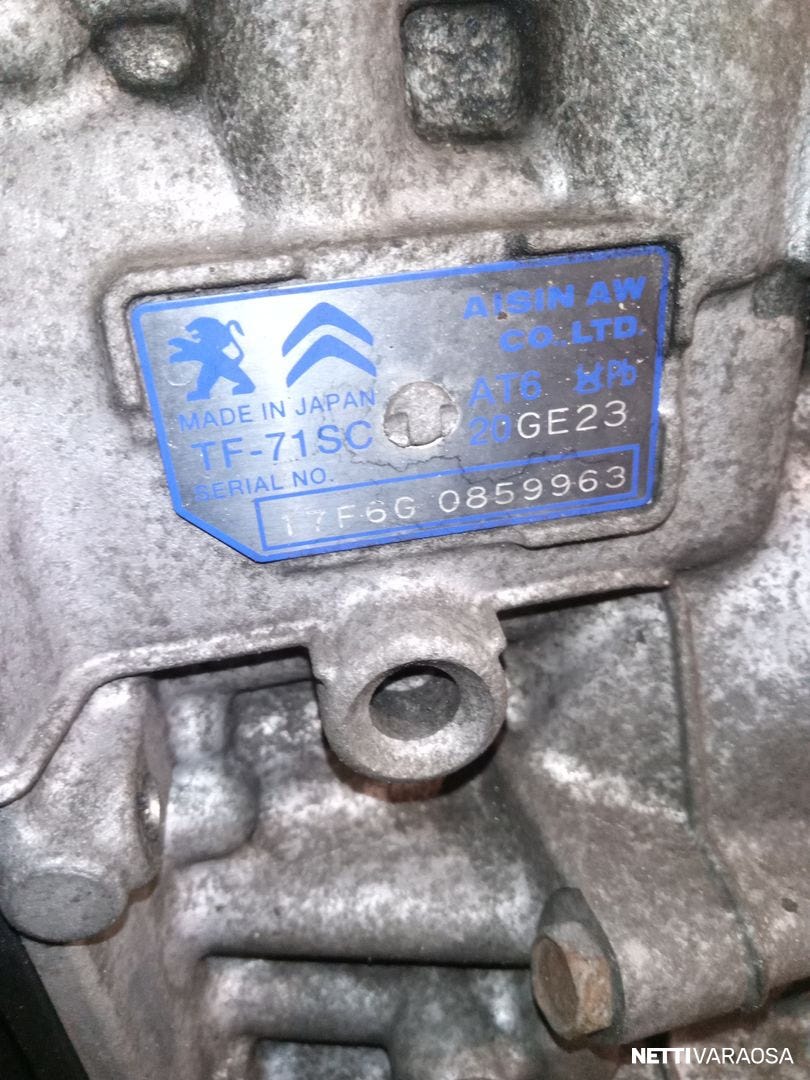 AISIN AW
CO.,LTD.
MADE IN JAPAN
AT6
TF-71SC
20GE23
SERIAL NO.
17F6G 0859963
NETTIVARAOSA